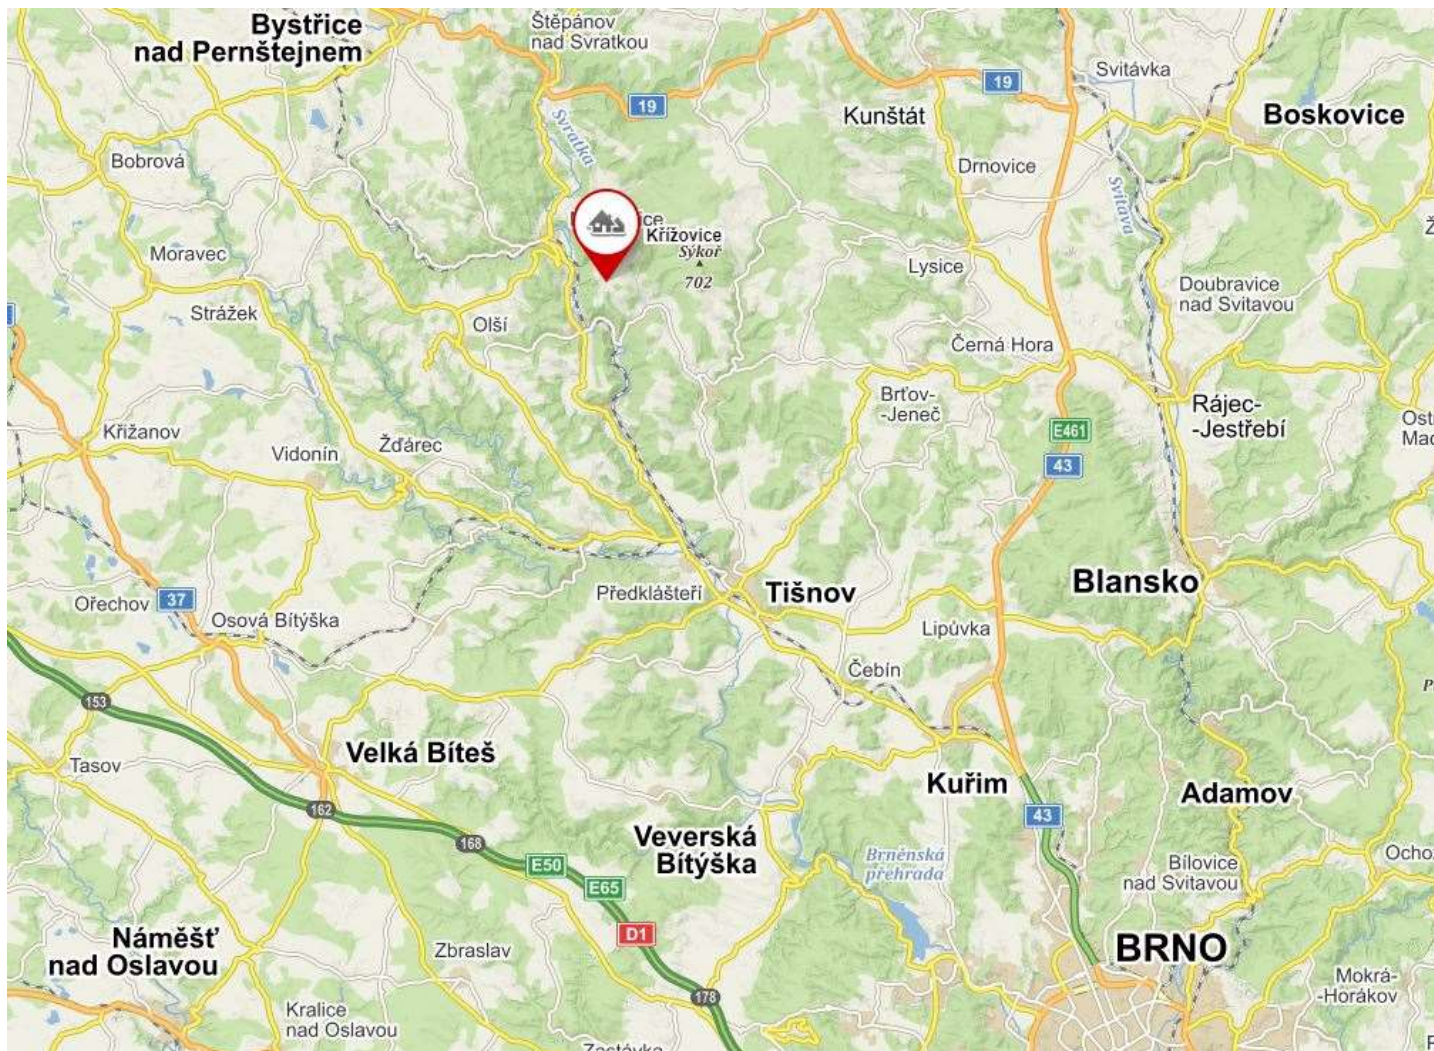 Bystřice
nad Pernštejnem
Štěpánov
nad Svratkou
Svitávka
19
19
Kunštát
Boskovice
Svratka
Bobrová
Drnovice
Svitava
Křížovice
Sýkoř
702
Moravec
Lysice
Doubravice
nad Svitavou
Strážek
Olší
Černá Hora
Brťov-
-Jeneč
Rájec-
-Jestřebí
Křižanov
Žďárec
Vidonín
E461
43
Předklášteří
Tišnov
Blansko
Ořechov
37
Osová Bítýška
Lipůvka
Čebín
153
Velká Bíteš
Tasov
Kuřim
Adamov
162
43
168
Veverská
Bítýška
E50
E65
D1
Brněnská
přehrada
Bílovice
nad Svitavou
Náměšť
nad Oslavou
Zbraslav
BRNO
178
Mokrá-
-Horákov
Kralice
nad Oslavou